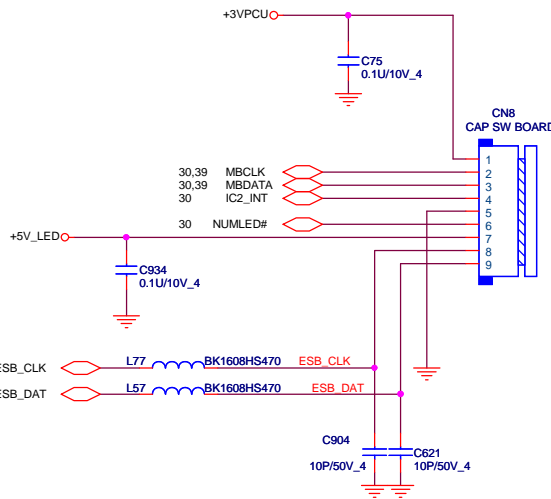 +3VPCU
C75
0.1U/10V_4
CN8
CAP SW BOARD
1
30,39 MBCLK 2
30,39 MBDATA 3
30 IC2_INT 4
5
30 NUMLED# 6
+5V_LED 7
8
9
C934
0.1U/10V_4
ESB_CLK L77 BK1608HS470 ESB_CLK
ESB_DAT L57 BK1608HS470 ESB_DAT
C904 C621
10P/50V_4 10P/50V_4